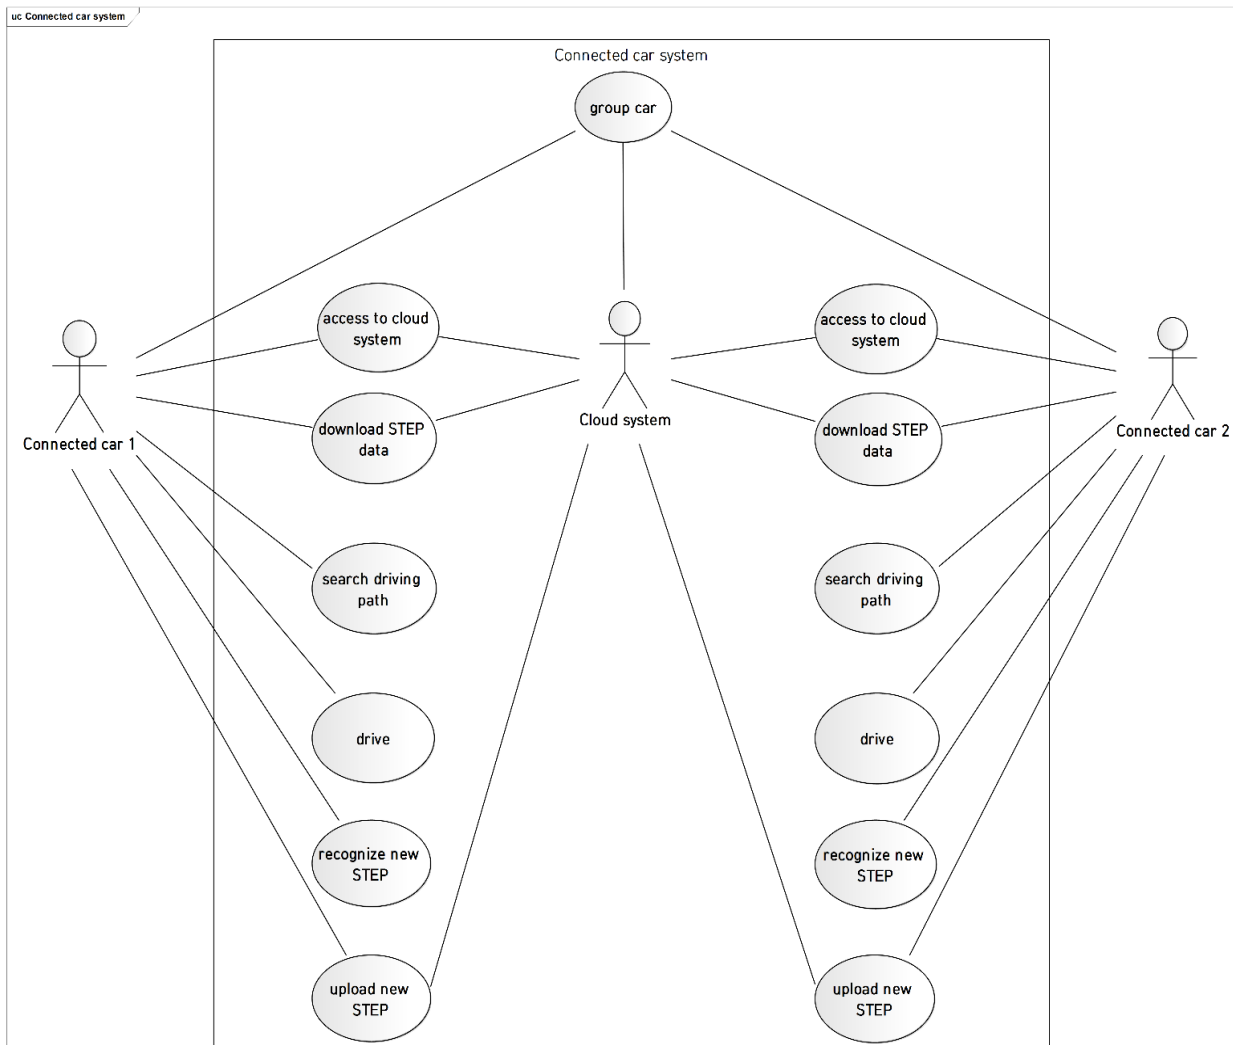 uc Connected car system
Connected car system
group car
access to cloud
system
access to cloud
system
Cloud system
Connected car 1
Connected car 2
download STEP
data
download STEP
data
search driving
path
search driving
path
drive
drive
recognize new
STEP
recognize new
STEP
upload new
STEP
upload new
STEP